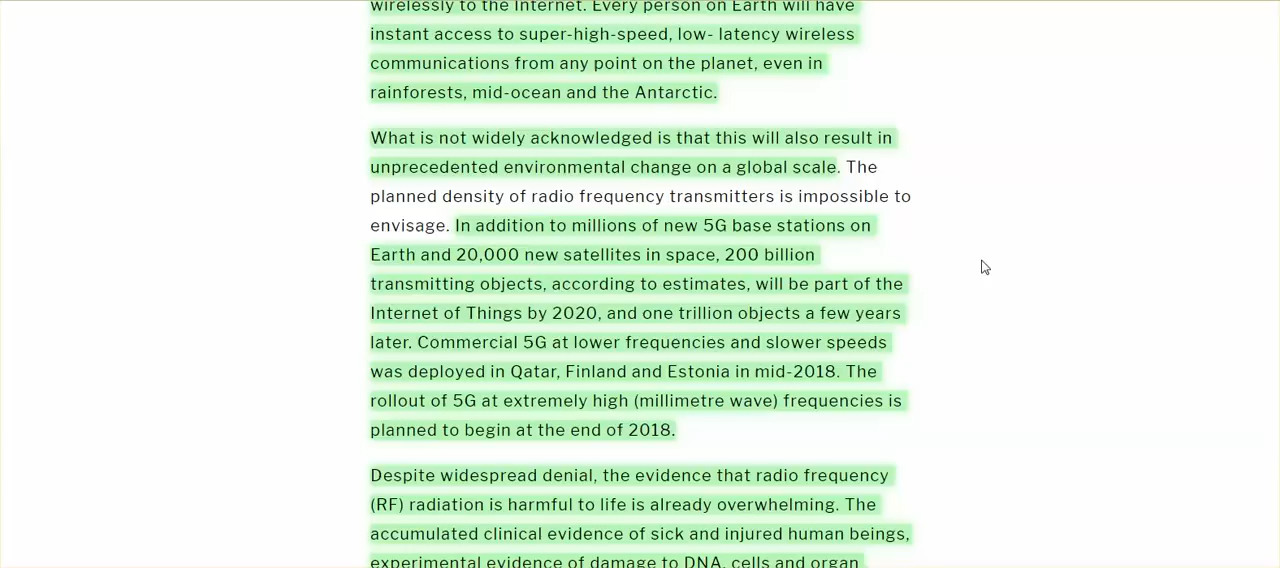 wirelessly to the Internet. Every person on Earth will have
instant access to super-high-speed, low- latency wireless
communications from any point on the planet, even in
rainforests, mid-ocean and the Antarctic.
What is not widely acknowledged is that this will also result in
unprecedented environmental change on a global scale. The
planned density of radio frequency transmitters is impossible to
envisage. In addition to millions of new 5G base stations on
Earth and 20,000 new satellites in space, 200 billion
transmitting objects, according to estimates, will be part of the
Internet of Things by 2020, and one trillion objects a few years
later. Commercial 5G at lower frequencies and slower speeds
was deployed in Qatar, Finland and Estonia in mid-2018. The
rollout of 5G at extremely high (millimetre wave) frequencies is
planned to begin at the end of 2018.
Despite widespread denial, the evidence that radio frequency
(RF) radiation is harmful to life is already overwhelming. The
accumulated clinical evidence of sick and injured human beings,
experimental evidence of damage to DNA, cells and organ